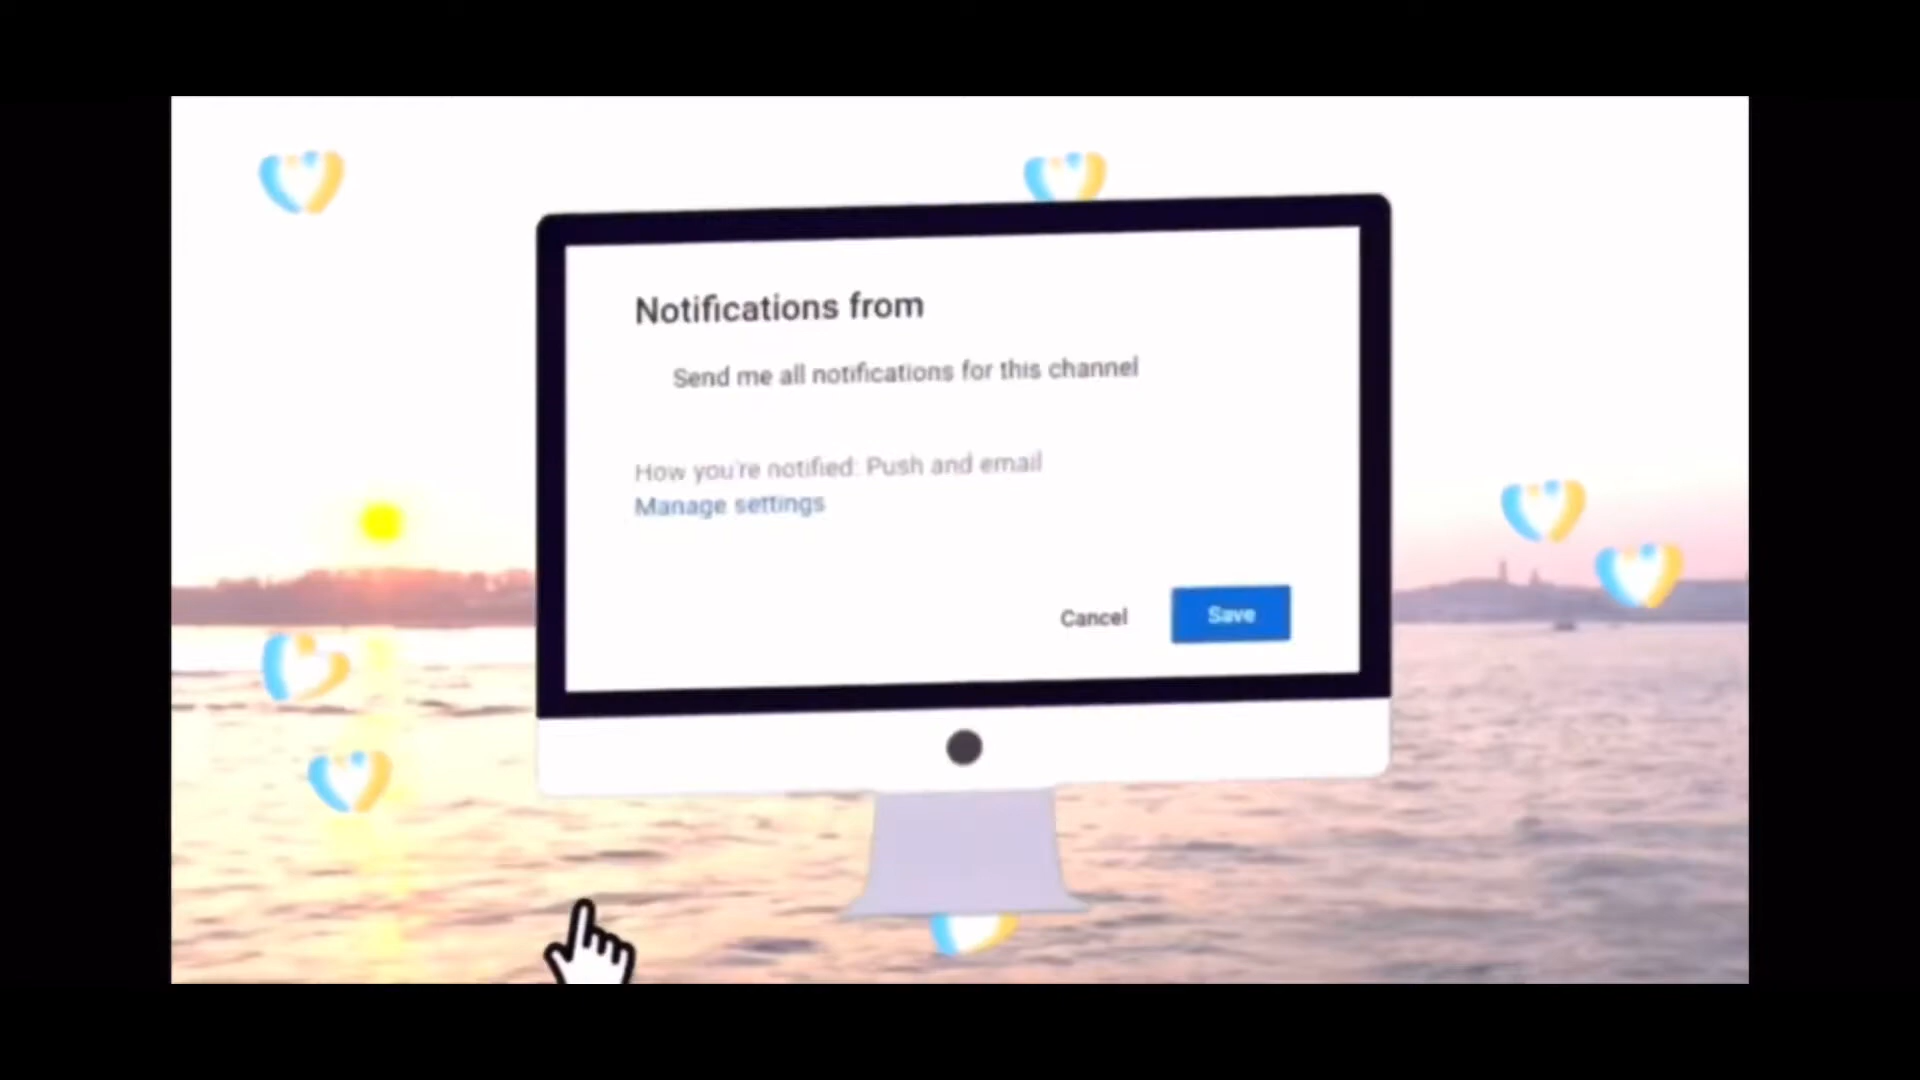 Notifications from
Send me all notifications for this channel
How you're notified: Push and email
Manage settings
Cancel
Save